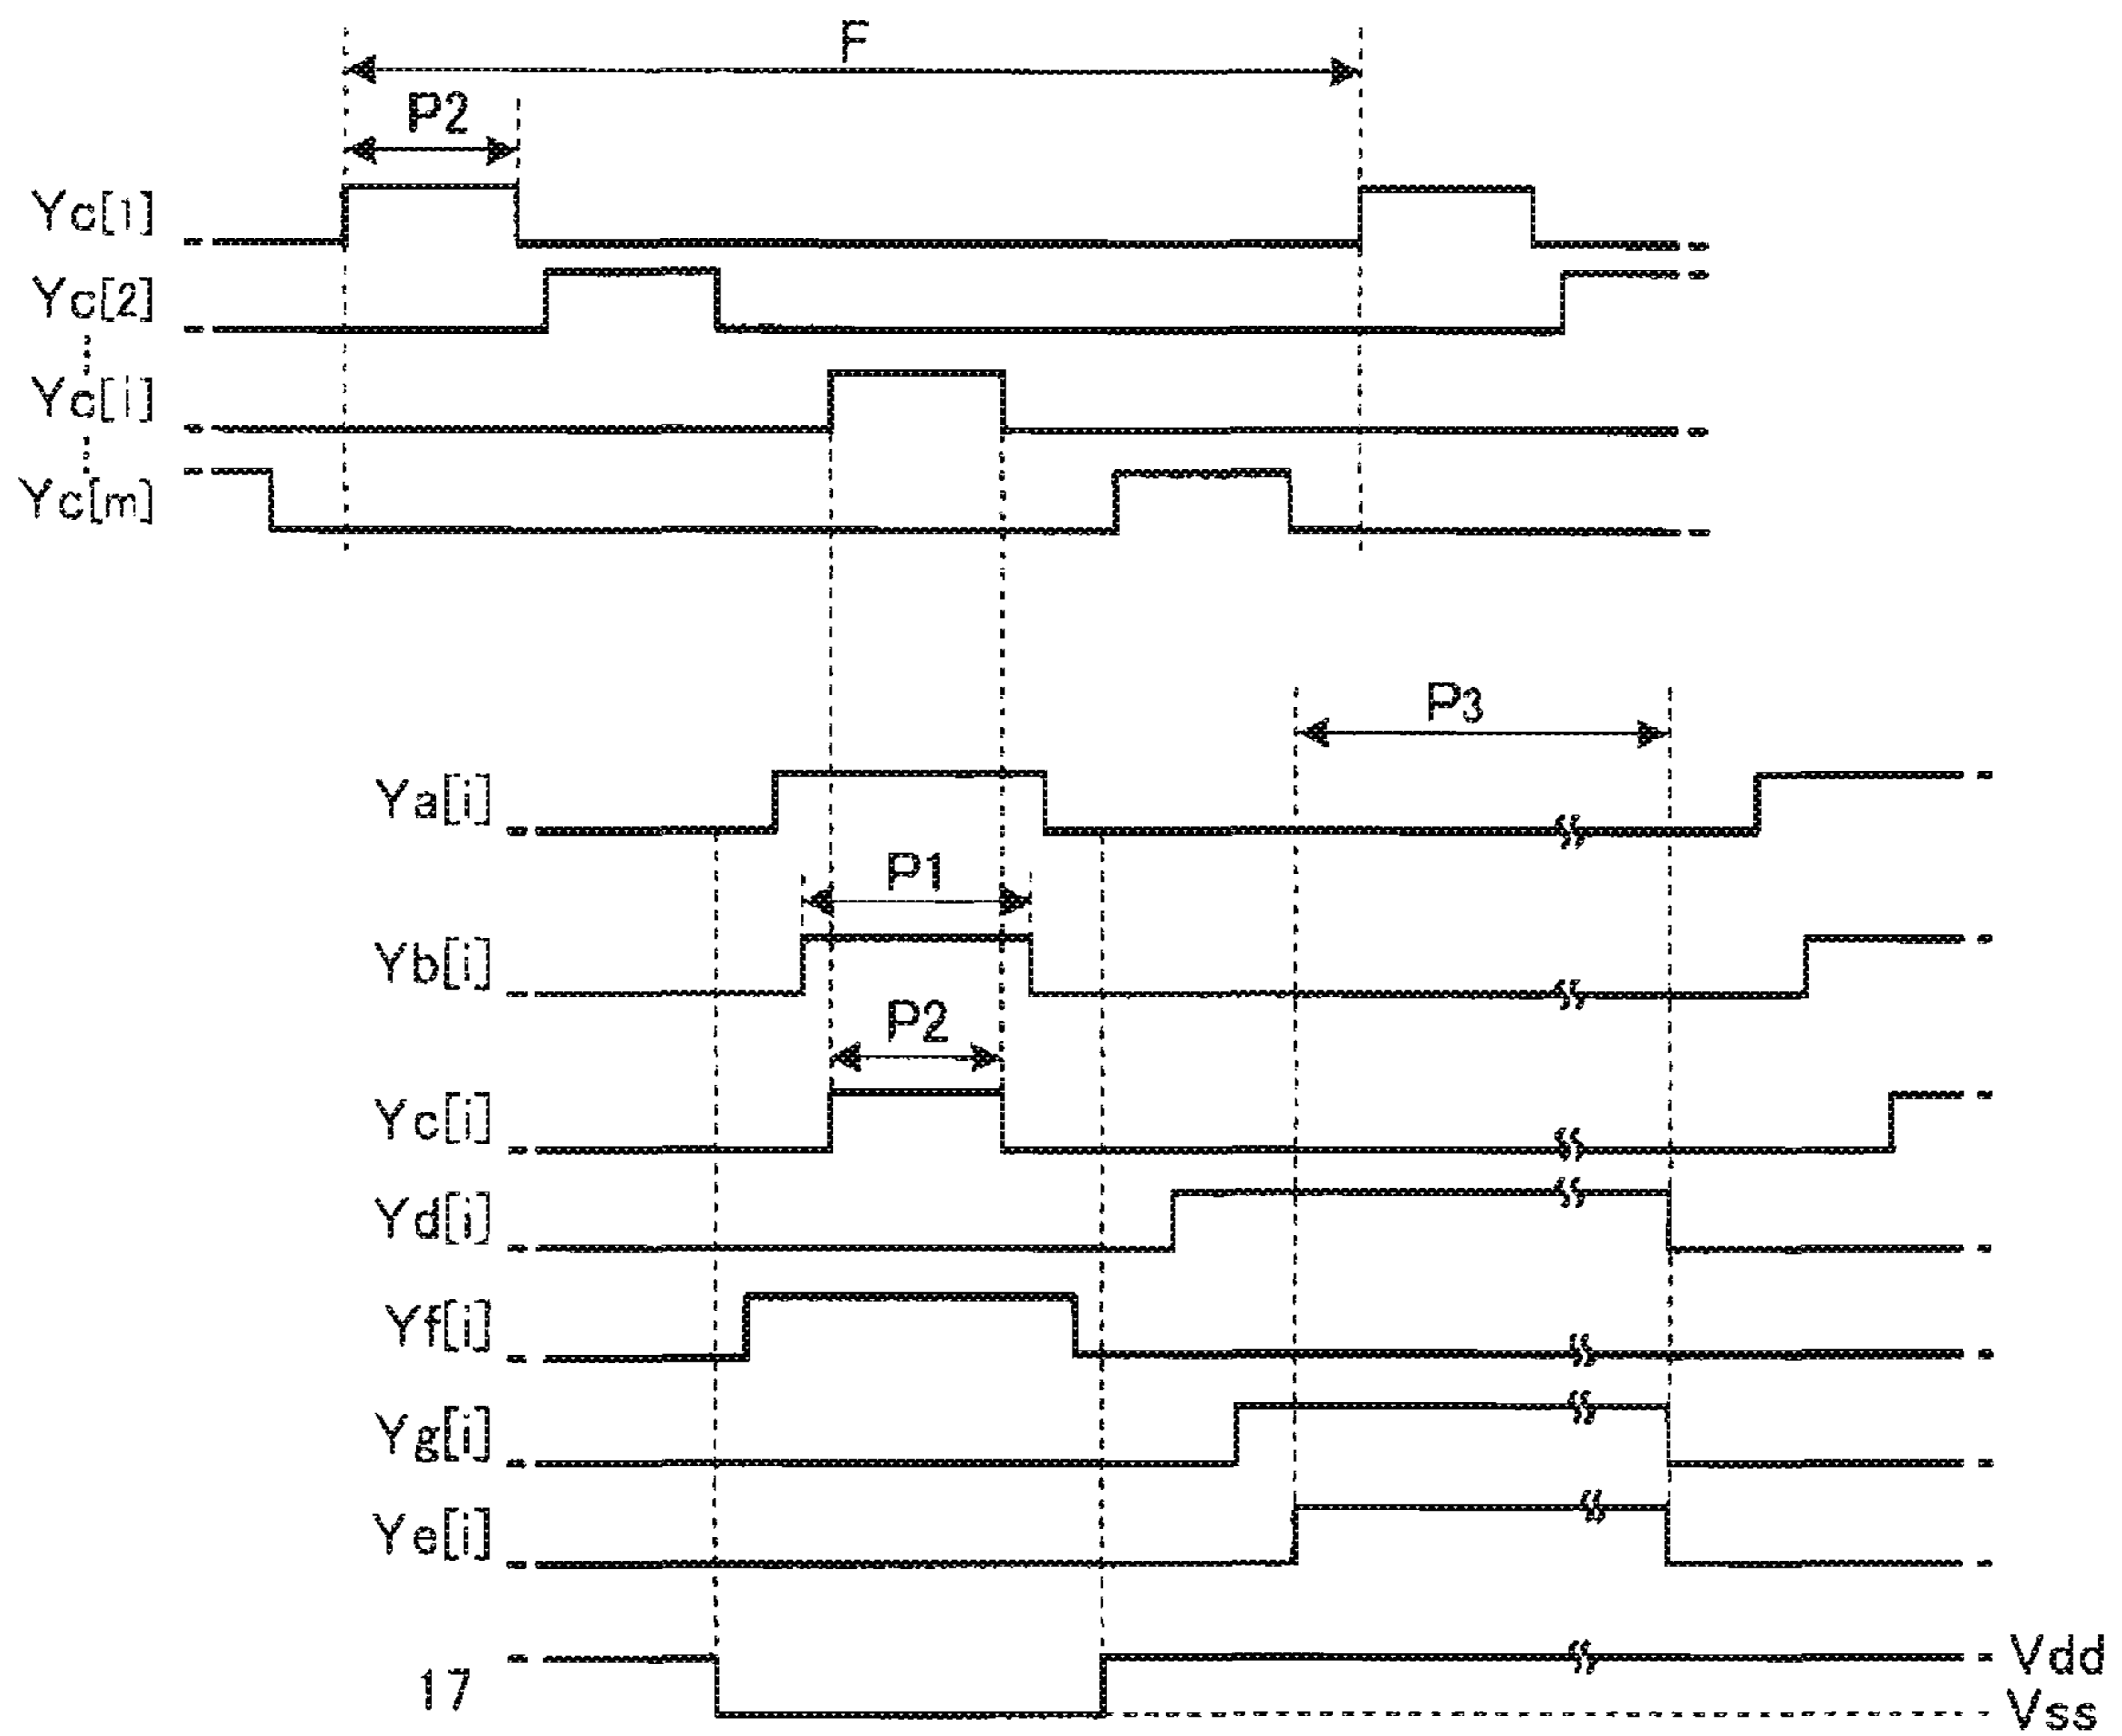 F
P2
Yc[1]
Yc[2]
Yc[i]
Yc[m]
P3
Ya[i]
P1
Yb[i]
P2
Yc[i]
Yd[i]
Yf[i]
Yg[i]
Ye[i]
Vdd
17
Vss